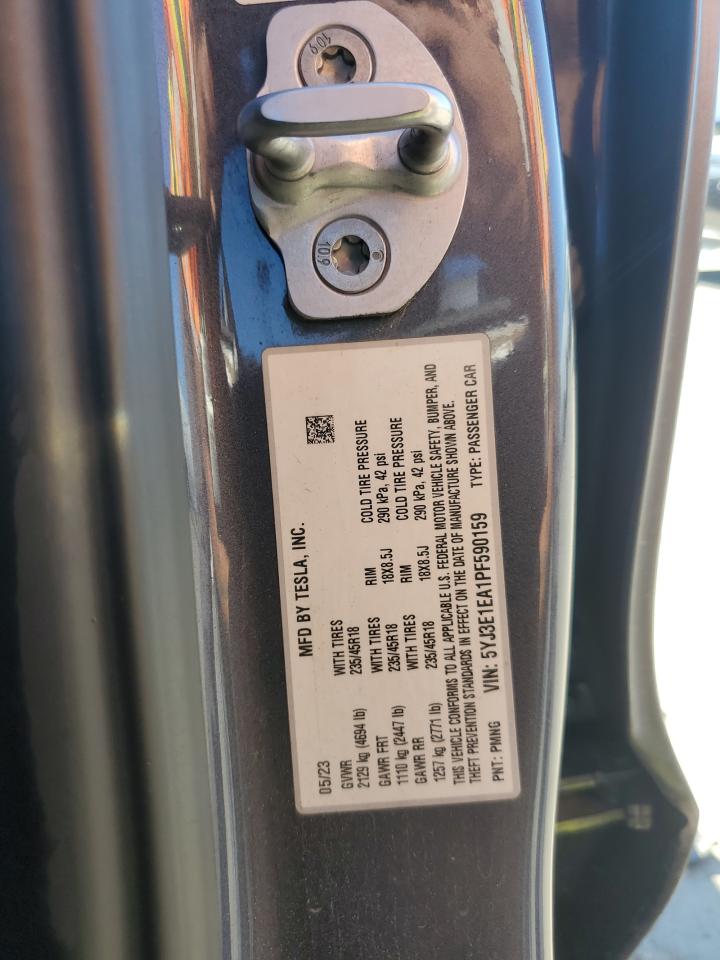 10.9
10.9
MFD BY TESLA, INC.
05/23
GVWR WITH TIRES RIM COLD TIRE PRESSURE
2129 kg (4694 lb) 235/45R18 18X8.5J 290 kPa, 42 psi
GAWR FRT WITH TIRES RIM COLD TIRE PRESSURE
1110 kg (2447 lb) 235/45R18 18X8.5J 290 kPa, 42 psi
GAWR RR
1257 kg (2771 lb)
THIS VEHICLE CONFORMS TO ALL APPLICABLE U.S. FEDERAL MOTOR VEHICLE SAFETY, BUMPER, AND
THEFT PREVENTION STANDARDS IN EFFECT ON THE DATE OF MANUFACTURE SHOWN ABOVE.
PNT: PMNG VIN: 5YJ3E1EA1PF590159 TYPE: PASSENGER CAR